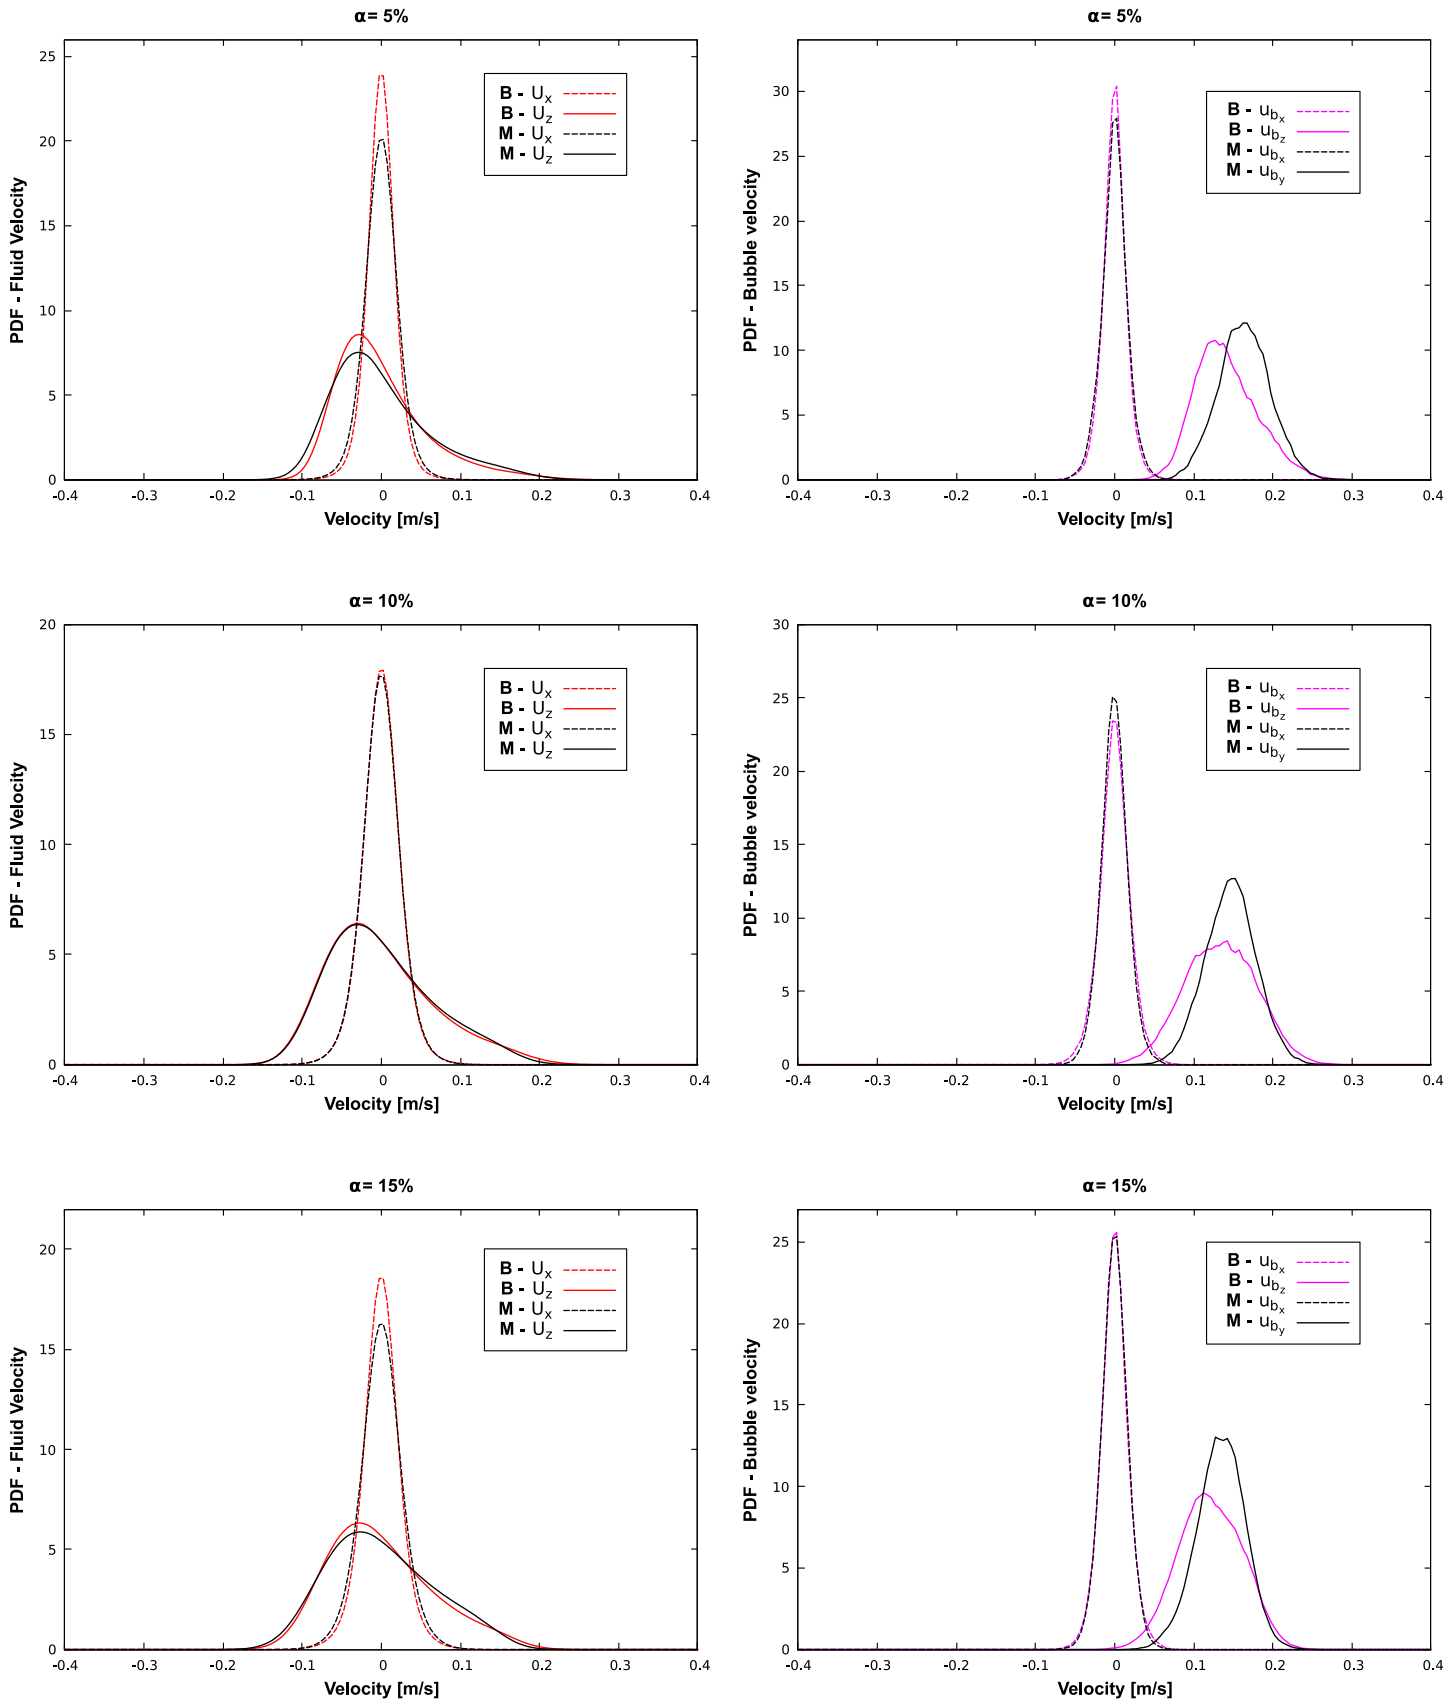 α= 5%
25
20
15
10
5
0
-0.4 -0.3 -0.2 -0.1 0 0.1 0.2 0.3 0.4
Velocity [m/s]
PDF - Fluid Velocity
B - Ux
B - Uz
M - Ux
M - Uz
α= 5%
30
25
20
15
10
5
0
-0.4 -0.3 -0.2 -0.1 0 0.1 0.2 0.3 0.4
Velocity [m/s]
PDF - Bubble velocity
B - ubx
B - ubz
M - ubx
M - uby
α= 10%
20
15
10
5
0
-0.4 -0.3 -0.2 -0.1 0 0.1 0.2 0.3 0.4
Velocity [m/s]
PDF - Fluid Velocity
B - Ux
B - Uz
M - Ux
M - Uz
α= 10%
30
25
20
15
10
5
0
-0.4 -0.3 -0.2 -0.1 0 0.1 0.2 0.3 0.4
Velocity [m/s]
PDF - Bubble velocity
B - ubx
B - ubz
M - ubx
M - uby
α= 15%
20
15
10
5
0
-0.4 -0.3 -0.2 -0.1 0 0.1 0.2 0.3 0.4
Velocity [m/s]
PDF - Fluid Velocity
B - Ux
B - Uz
M - Ux
M - Uz
α= 15%
25
20
15
10
5
0
-0.4 -0.3 -0.2 -0.1 0 0.1 0.2 0.3 0.4
Velocity [m/s]
PDF - Bubble velocity
B - ubx
B - ubz
M - ubx
M - uby